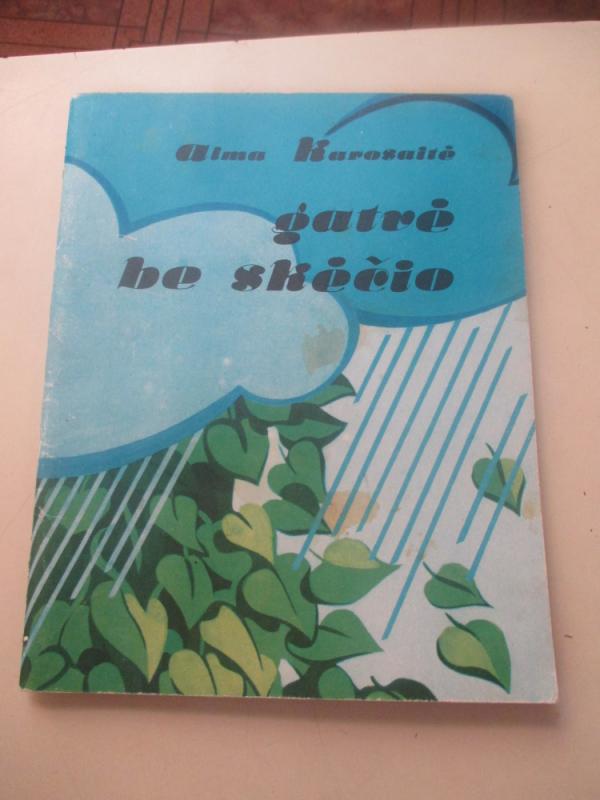 Alma Karosaitė
gatvė
be skėčio